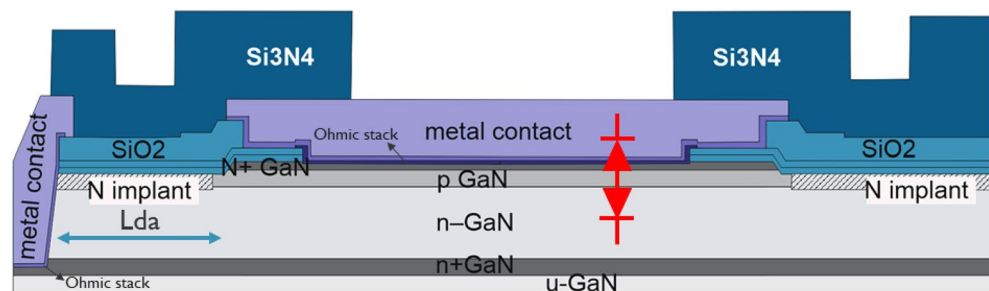 Si3N4
Si3N4
Ohmic stack
metal contact
metal contact
SiO2
SiO2
N+ GaN
p GaN
N implant
N implant
Lda
n–GaN
n+GaN
Ohmic stack
u-GaN